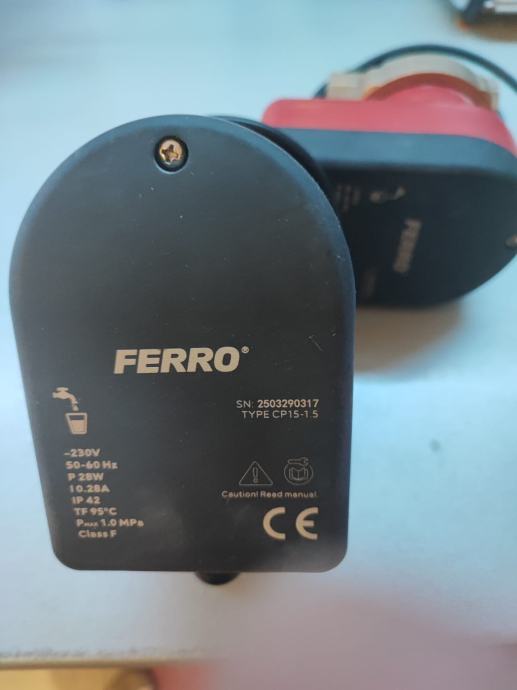 FERRO®
SN: 2503290317
TYPE CP15-1.5
~230V
50-60 Hz
P 28W
I 0.28A
IP 42
TF 95°C
PMAX 1.0 MPa
Class F
Caution! Read manual.
CE
FERRO